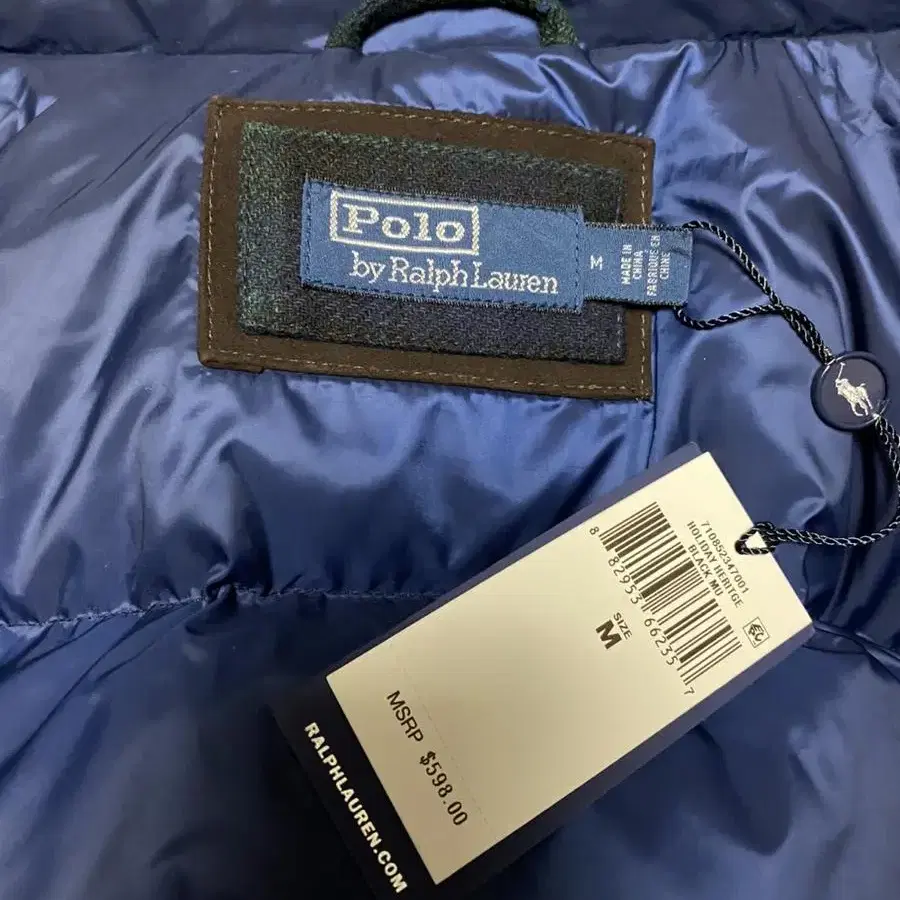 Polo
by Ralph Lauren
M
MADE IN
CHINA
FABRIQUÉ EN
CHINE
710852347001
HOLIDAY HERITGE
BLACK MU
8 82953 66235 7
SIZE
M
MSRP $598.00
RALPHLAUREN.COM